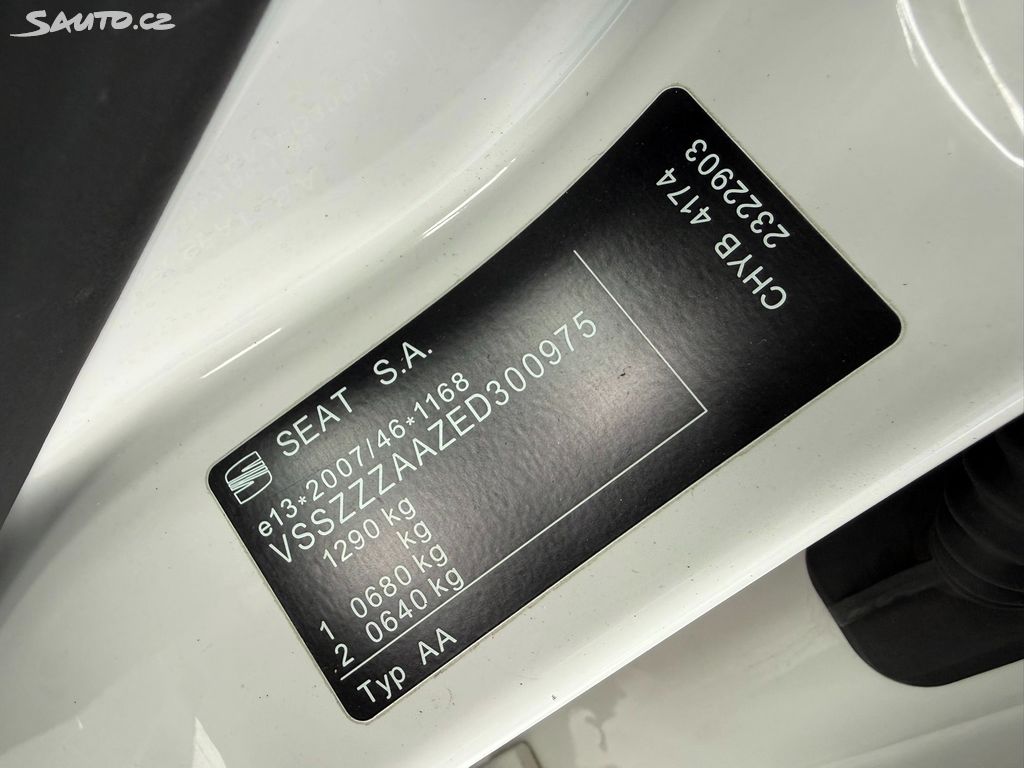 SAUTO.CZ
SEAT S.A.
e13*2007/46*1168
VSSZZZAAZED300975
1290 kg
kg
1 0680 kg
2 0640 kg
Typ AA
CHYB 4174
23222903